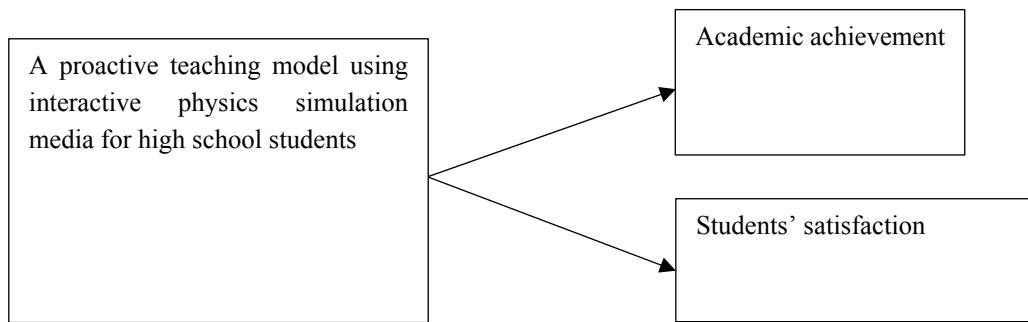 A proactive teaching model using
interactive physics simulation
media for high school students
Academic achievement
Students’ satisfaction